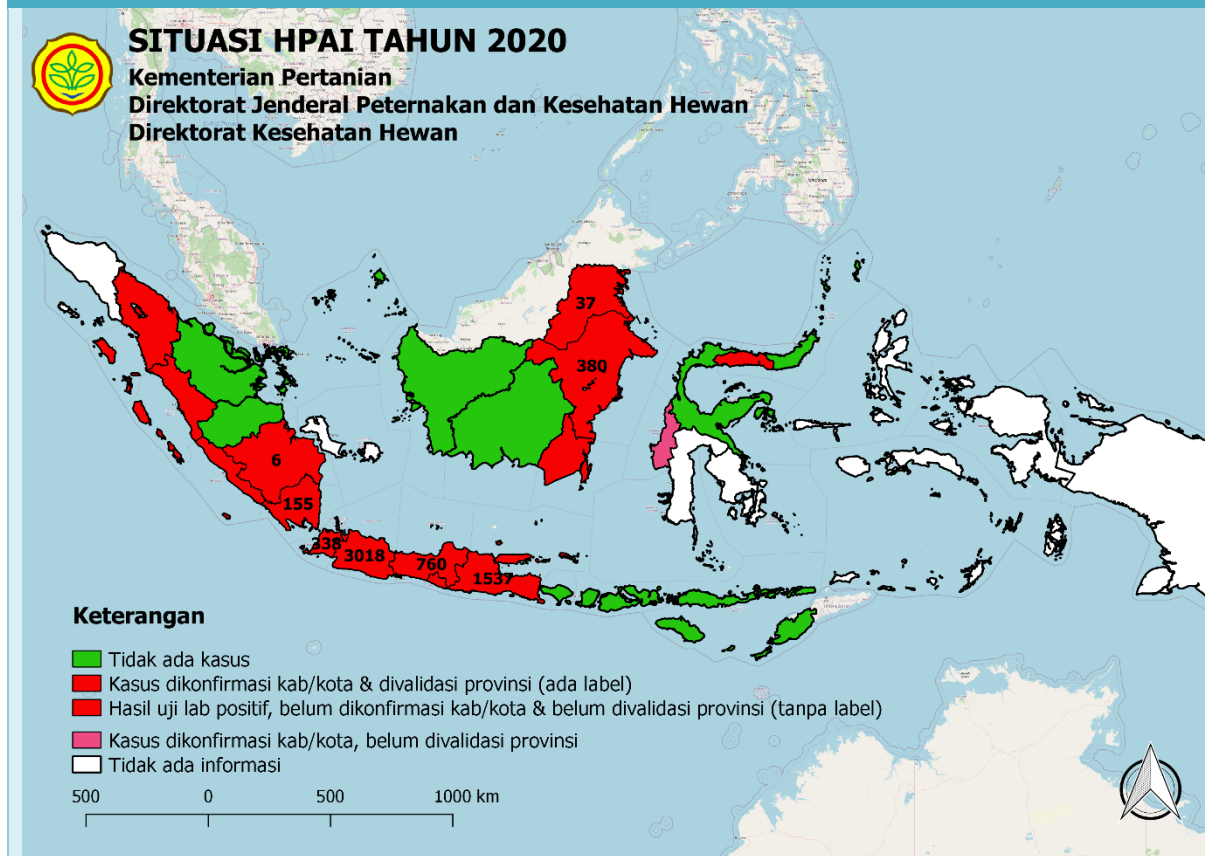 SITUASI HPAI TAHUN 2020
Kementerian Pertanian
Direktorat Jenderal Peternakan dan Kesehatan Hewan
Direktorat Kesehatan Hewan
37
380
6
155
338
3018
760
1537
Keterangan
Tidak ada kasus
Kasus dikonfirmasi kab/kota & divalidasi provinsi (ada label)
Hasil uji lab positif, belum dikonfirmasi kab/kota & belum divalidasi provinsi (tanpa label)
Kasus dikonfirmasi kab/kota, belum divalidasi provinsi
Tidak ada informasi
500 0 500 1000 km